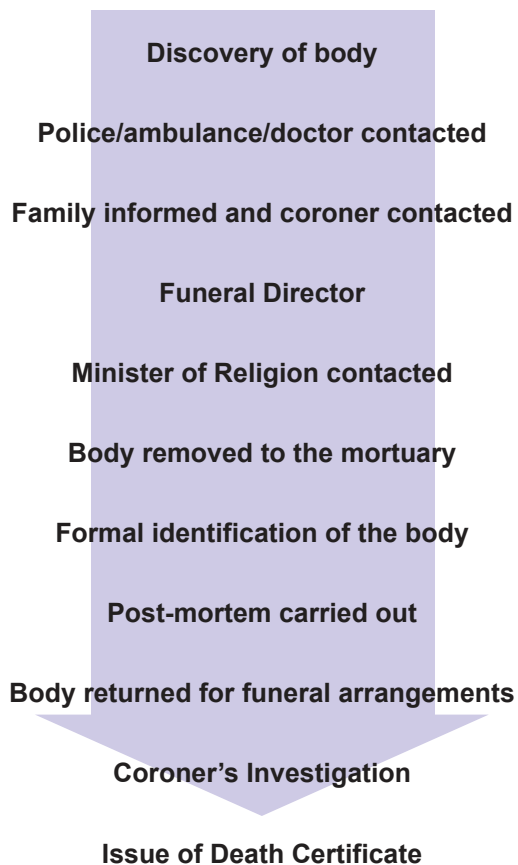 Discovery of body
Police/ambulance/doctor contacted
Family informed and coroner contacted
Funeral Director
Minister of Religion contacted
Body removed to the mortuary
Formal identification of the body
Post-mortem carried out
Body returned for funeral arrangements
Coroner’s Investigation
Issue of Death Certificate